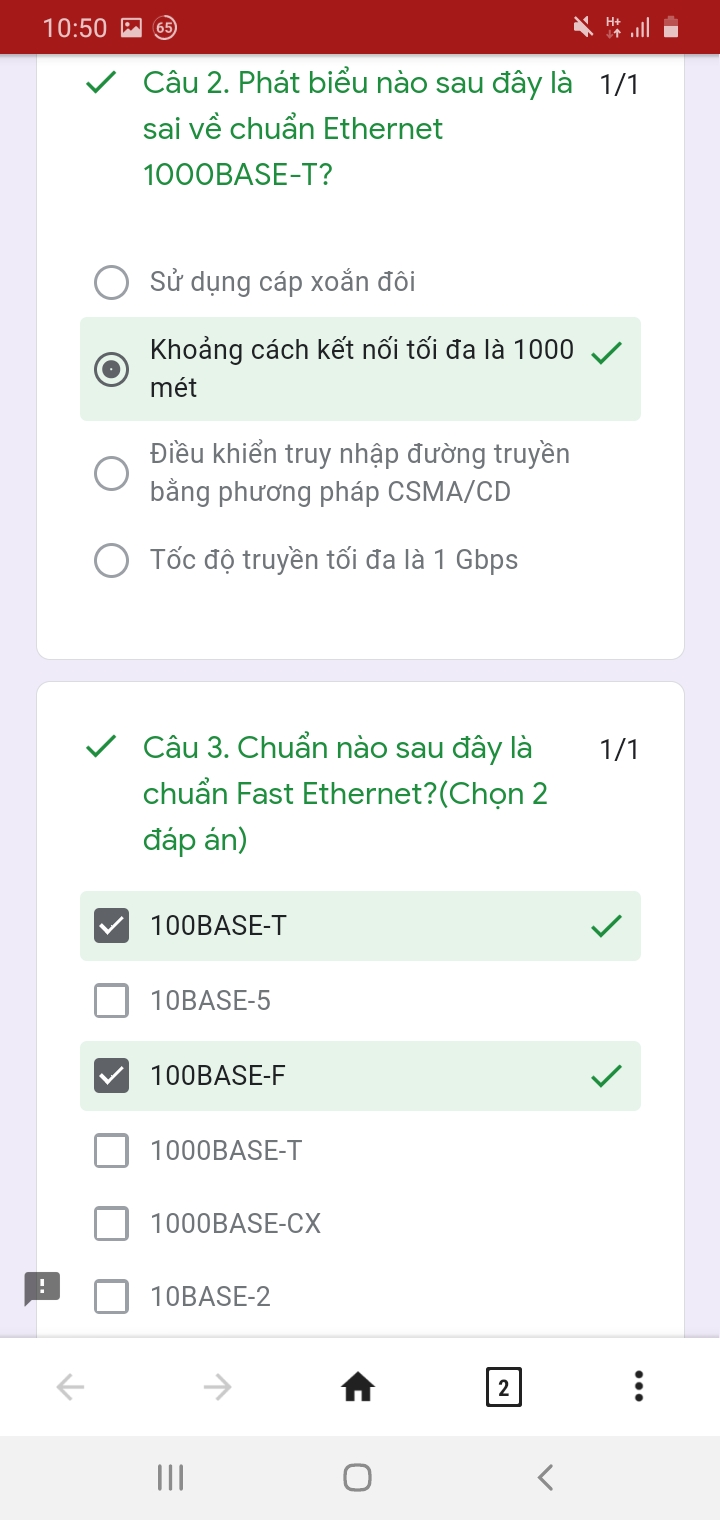 10:50 65 H+
Câu 2. Phát biểu nào sau đây là 1/1
sai về chuẩn Ethernet
1000BASE-T?
Sử dụng cáp xoắn đôi
Khoảng cách kết nối tối đa là 1000
mét
Điều khiển truy nhập đường truyền
bằng phương pháp CSMA/CD
Tốc độ truyền tối đa là 1 Gbps
Câu 3. Chuẩn nào sau đây là 1/1
chuẩn Fast Ethernet?(Chọn 2
đáp án)
100BASE-T
10BASE-5
100BASE-F
1000BASE-T
1000BASE-CX
10BASE-2
2